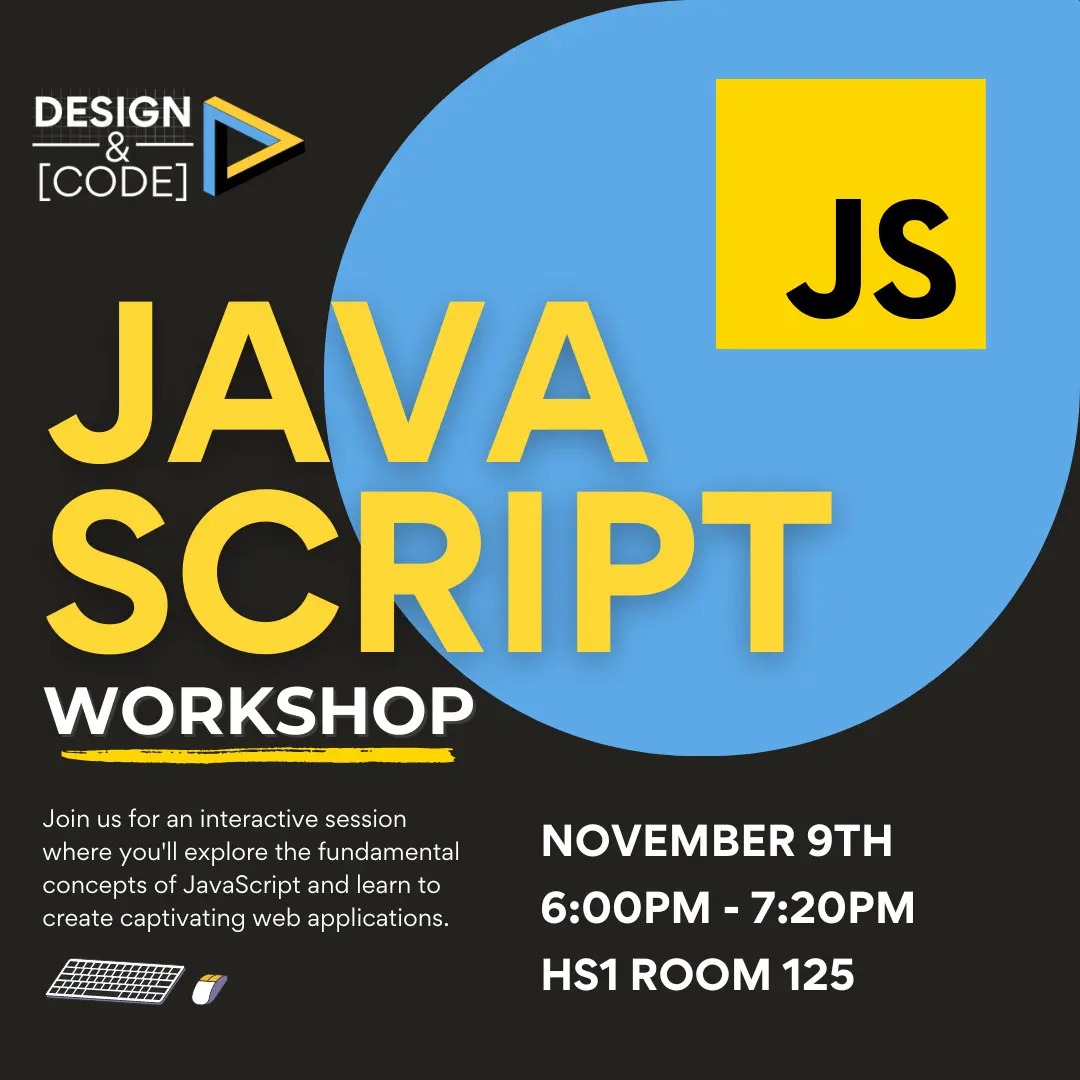 DESIGN
&
[CODE]
JS
JAVA
SCRIPT
WORKSHOP
Join us for an interactive session
where you'll explore the fundamental
concepts of JavaScript and learn to
create captivating web applications.
NOVEMBER 9TH
6:00PM - 7:20PM
HS1 ROOM 125